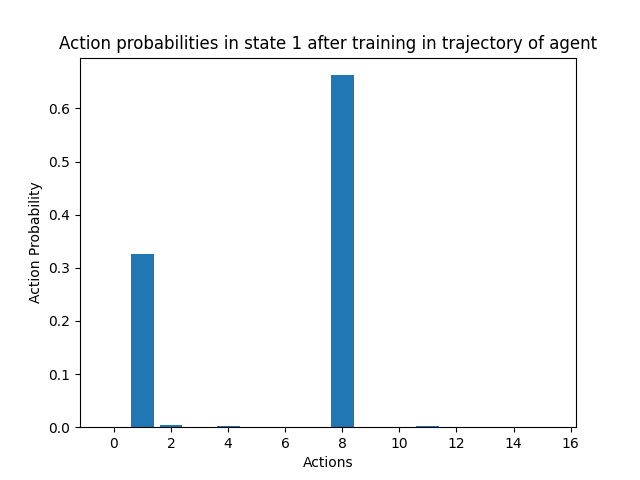 Action probabilities in state 1 after training in trajectory of agent
0.6
0.5
0.4
0.3
0.2
0.1
0.0
Action Probability
0 2 4 6 8 10 12 14 16
Actions